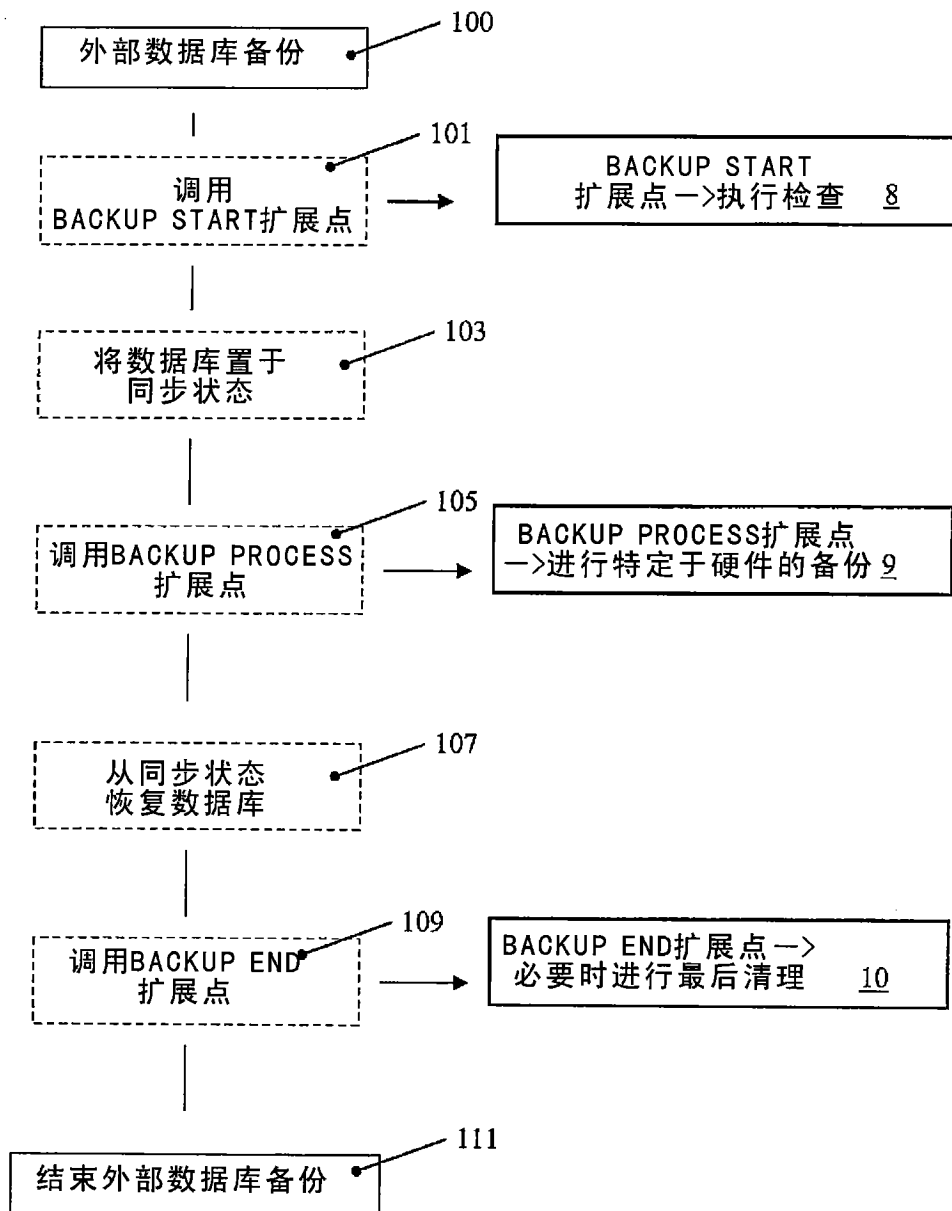 100
外部数据库备份
101
调用
BACKUP START扩展点
BACKUP START
扩展点—>执行检查 8
103
将数据库置于
同步状态
105
调用BACKUP PROCESS
扩展点
BACKUP PROCESS扩展点
—>进行特定于硬件的备份 9
107
从同步状态
恢复数据库
109
调用BACKUP END
扩展点
BACKUP END扩展点—>
必要时进行最后清理 10
111
结束外部数据库备份